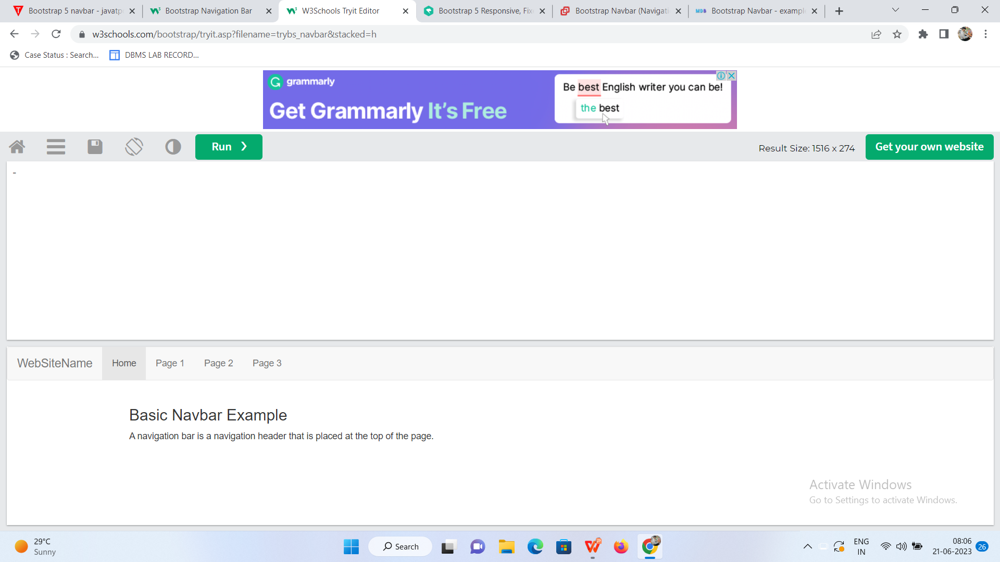 Bootstrap 5 navbar - javatp
Bootstrap Navigation Bar
W3Schools Tryit Editor
Bootstrap 5 Responsive, Fix
Bootstrap Navbar (Navigati
Bootstrap Navbar - exampl
w3schools.com/bootstrap/tryit.asp?filename=trybs_navbar&stacked=h
Case Status : Search...
DBMS LAB RECORD...
grammarly
Get Grammarly It's Free
Be best English writer you can be!
the best
Run ❯
Result Size: 1516 x 274
Get your own website
-
WebSiteName
Home
Page 1
Page 2
Page 3
Basic Navbar Example
A navigation bar is a navigation header that is placed at the top of the page.
Activate Windows
Go to Settings to activate Windows.
29°C
Sunny
Search
ENG
IN
08:06
21-06-2023
26